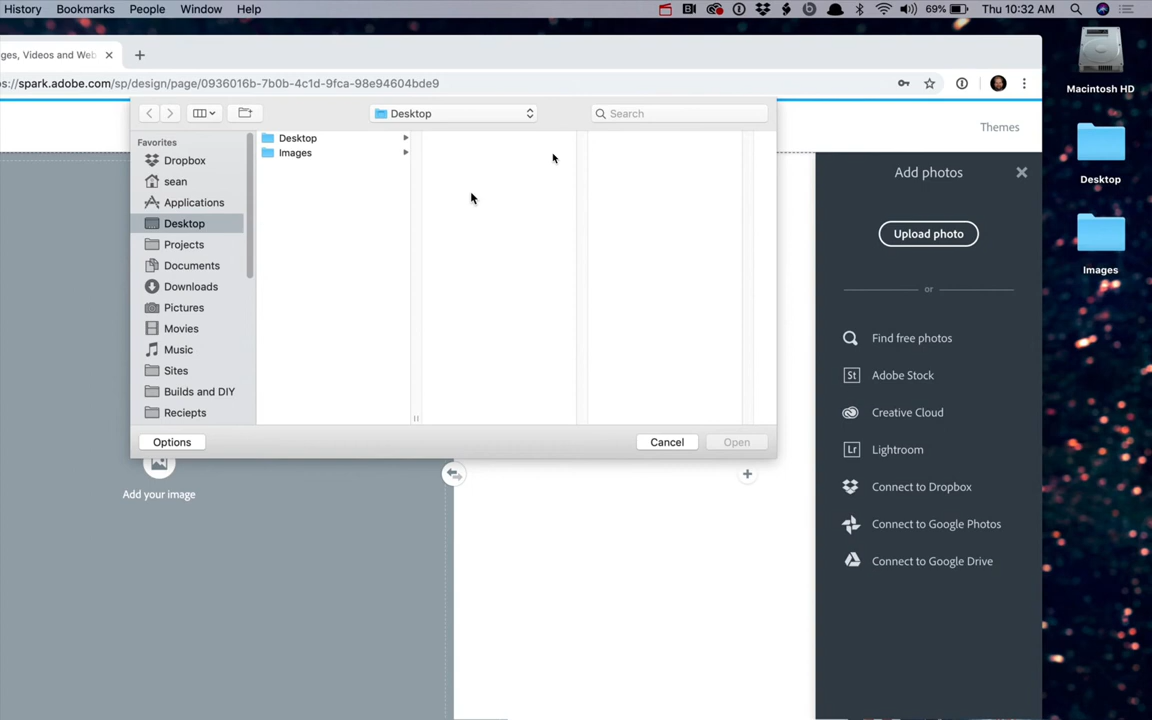 History Bookmarks People Window Help 69% Thu 10:32 AM
ges, Videos and Web
s://spark.adobe.com/sp/design/page/0936016b-7b0b-4c1d-9fca-98e94604bde9
Macintosh HD
Desktop
Images
Desktop
Search
Favorites
Dropbox
sean
Applications
Desktop
Projects
Documents
Downloads
Pictures
Movies
Music
Sites
Builds and DIY
Reciepts
Desktop
Images
Options
Cancel
Open
Add your image
Themes
Add photos
Upload photo
or
Find free photos
St Adobe Stock
Creative Cloud
Lr Lightroom
Connect to Dropbox
Connect to Google Photos
Connect to Google Drive